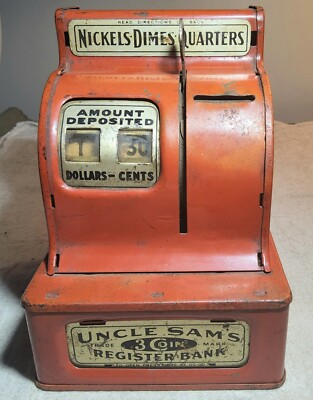 READ DIRECTIONS ON BACK
NICKELS-DIMES-QUARTERS
AMOUNT
DEPOSITED
1 30
DOLLARS-CENTS
UNCLE SAM'S
TRADE 3 COIN MARK
REGISTER BANK